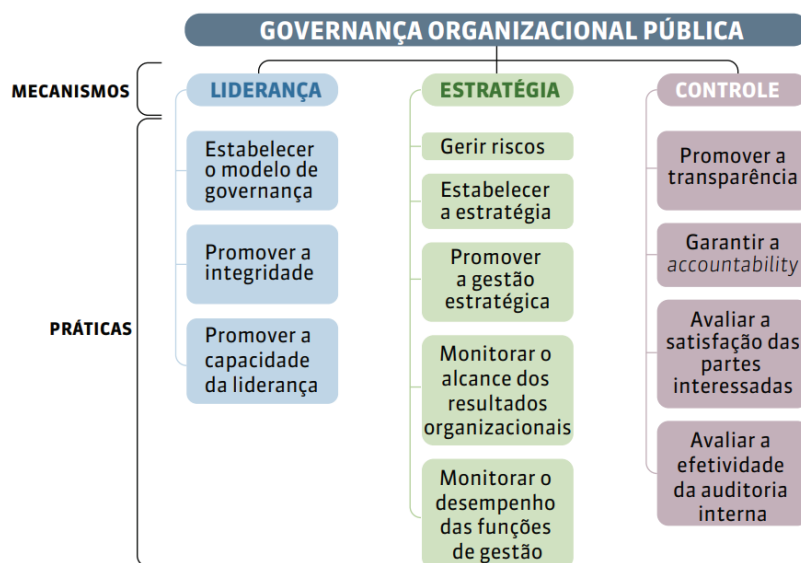 GOVERNANÇA ORGANIZACIONAL PÚBLICA
MECANISMOS
LIDERANÇA
ESTRATÉGIA
CONTROLE
PRÁTICAS
Estabelecer
o modelo de
governança
Promover a
integridade
Promover a
capacidade
da liderança
Gerir riscos
Estabelecer
a estratégia
Promover
a gestão
estratégica
Monitorar o
alcance dos
resultados
organizacionais
Monitorar o
desempenho
das funções
de gestão
Promover a
transparência
Garantir a
accountability
Avaliar a
satisfação das
partes
interessadas
Avaliar a
efetividade
da auditoria
interna